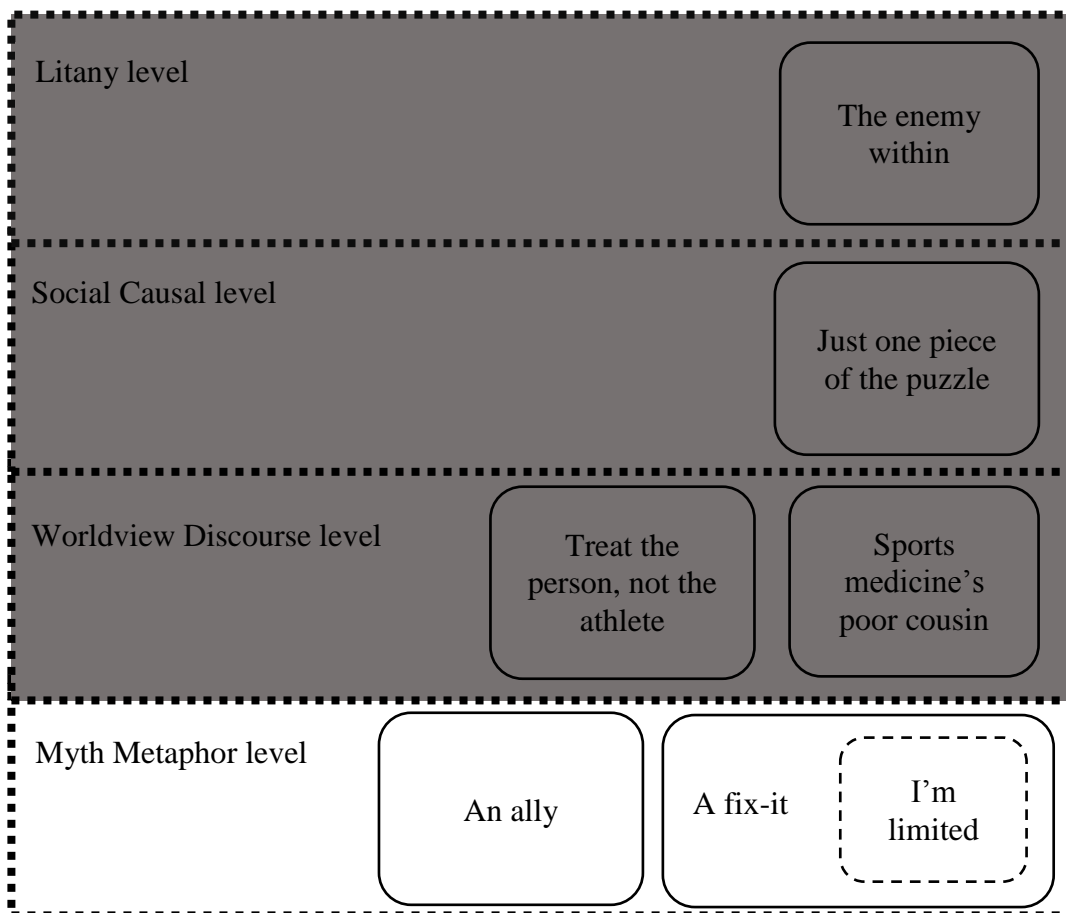 Litany level
The enemy
within
Social Causal level
Just one piece
of the puzzle
Worldview Discourse level
Treat the
person, not the
athlete
Sports
medicine’s
poor cousin
Myth Metaphor level
An ally
A fix-it
I’m
limited